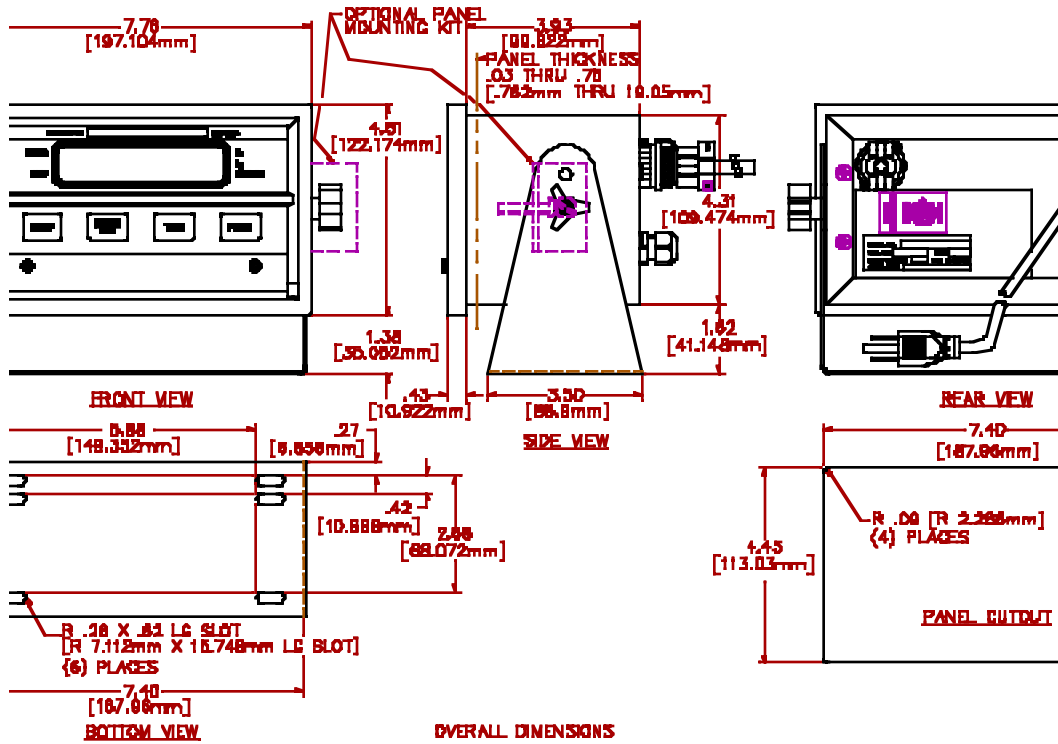 7.76
[197.104mm]
OPTIONAL PANEL
MOUNTING KIT
3.93
[99.822mm]
PANEL THICKNESS
.03 THRU .75
[.762mm THRU 19.05mm]
4.81
[122.174mm]
4.31
[109.474mm]
1.38
[35.052mm]
1.62
[41.148mm]
.43
[10.922mm]
3.50
[88.9mm]
FRONT VIEW
SIDE VIEW
REAR VIEW
5.88
[149.352mm]
.27
[6.858mm]
.42
[10.668mm]
2.68
[68.072mm]
R .28 X .62 LG SLOT
[R 7.112mm X 15.748mm LG SLOT]
(6) PLACES
7.40
[187.96mm]
BOTTOM VIEW
7.40
[187.96mm]
4.45
[113.03mm]
R .09 [R 2.286mm]
(4) PLACES
PANEL CUTOUT
OVERALL DIMENSIONS